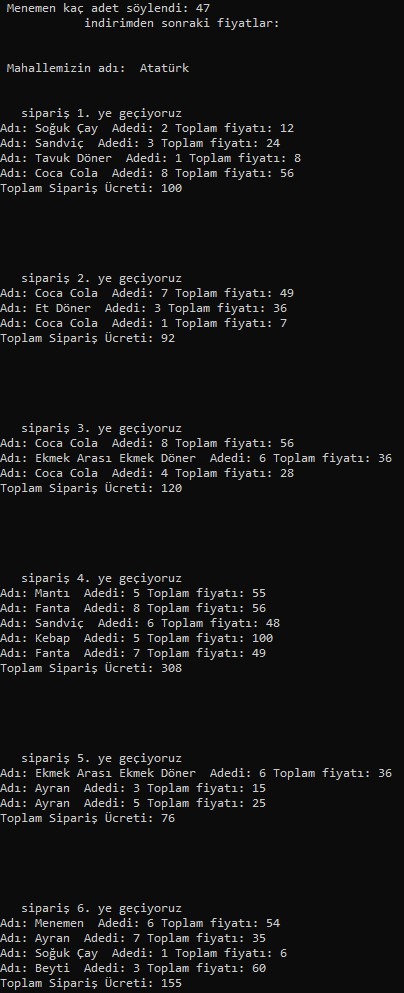 Menemen kaç adet söylendi: 47
indirimden sonraki fiyatlar:
Mahallemizin adı:  Atatürk
sipariş 1. ye geçiyoruz
Adı: Soğuk Çay  Adedi: 2 Toplam fiyatı: 12
Adı: Sandviç  Adedi: 3 Toplam fiyatı: 24
Adı: Tavuk Döner  Adedi: 1 Toplam fiyatı: 8
Adı: Coca Cola  Adedi: 8 Toplam fiyatı: 56
Toplam Sipariş Ücreti: 100
sipariş 2. ye geçiyoruz
Adı: Coca Cola  Adedi: 7 Toplam fiyatı: 49
Adı: Et Döner  Adedi: 3 Toplam fiyatı: 36
Adı: Coca Cola  Adedi: 1 Toplam fiyatı: 7
Toplam Sipariş Ücreti: 92
sipariş 3. ye geçiyoruz
Adı: Coca Cola  Adedi: 8 Toplam fiyatı: 56
Adı: Ekmek Arası Ekmek Döner  Adedi: 6 Toplam fiyatı: 36
Adı: Coca Cola  Adedi: 4 Toplam fiyatı: 28
Toplam Sipariş Ücreti: 120
sipariş 4. ye geçiyoruz
Adı: Mantı  Adedi: 5 Toplam fiyatı: 55
Adı: Fanta  Adedi: 8 Toplam fiyatı: 56
Adı: Sandviç  Adedi: 6 Toplam fiyatı: 48
Adı: Kebap  Adedi: 5 Toplam fiyatı: 100
Adı: Fanta  Adedi: 7 Toplam fiyatı: 49
Toplam Sipariş Ücreti: 308
sipariş 5. ye geçiyoruz
Adı: Ekmek Arası Ekmek Döner  Adedi: 6 Toplam fiyatı: 36
Adı: Ayran  Adedi: 3 Toplam fiyatı: 15
Adı: Ayran  Adedi: 5 Toplam fiyatı: 25
Toplam Sipariş Ücreti: 76
sipariş 6. ye geçiyoruz
Adı: Menemen  Adedi: 6 Toplam fiyatı: 54
Adı: Ayran  Adedi: 7 Toplam fiyatı: 35
Adı: Soğuk Çay  Adedi: 1 Toplam fiyatı: 6
Adı: Beyti  Adedi: 3 Toplam fiyatı: 60
Toplam Sipariş Ücreti: 155